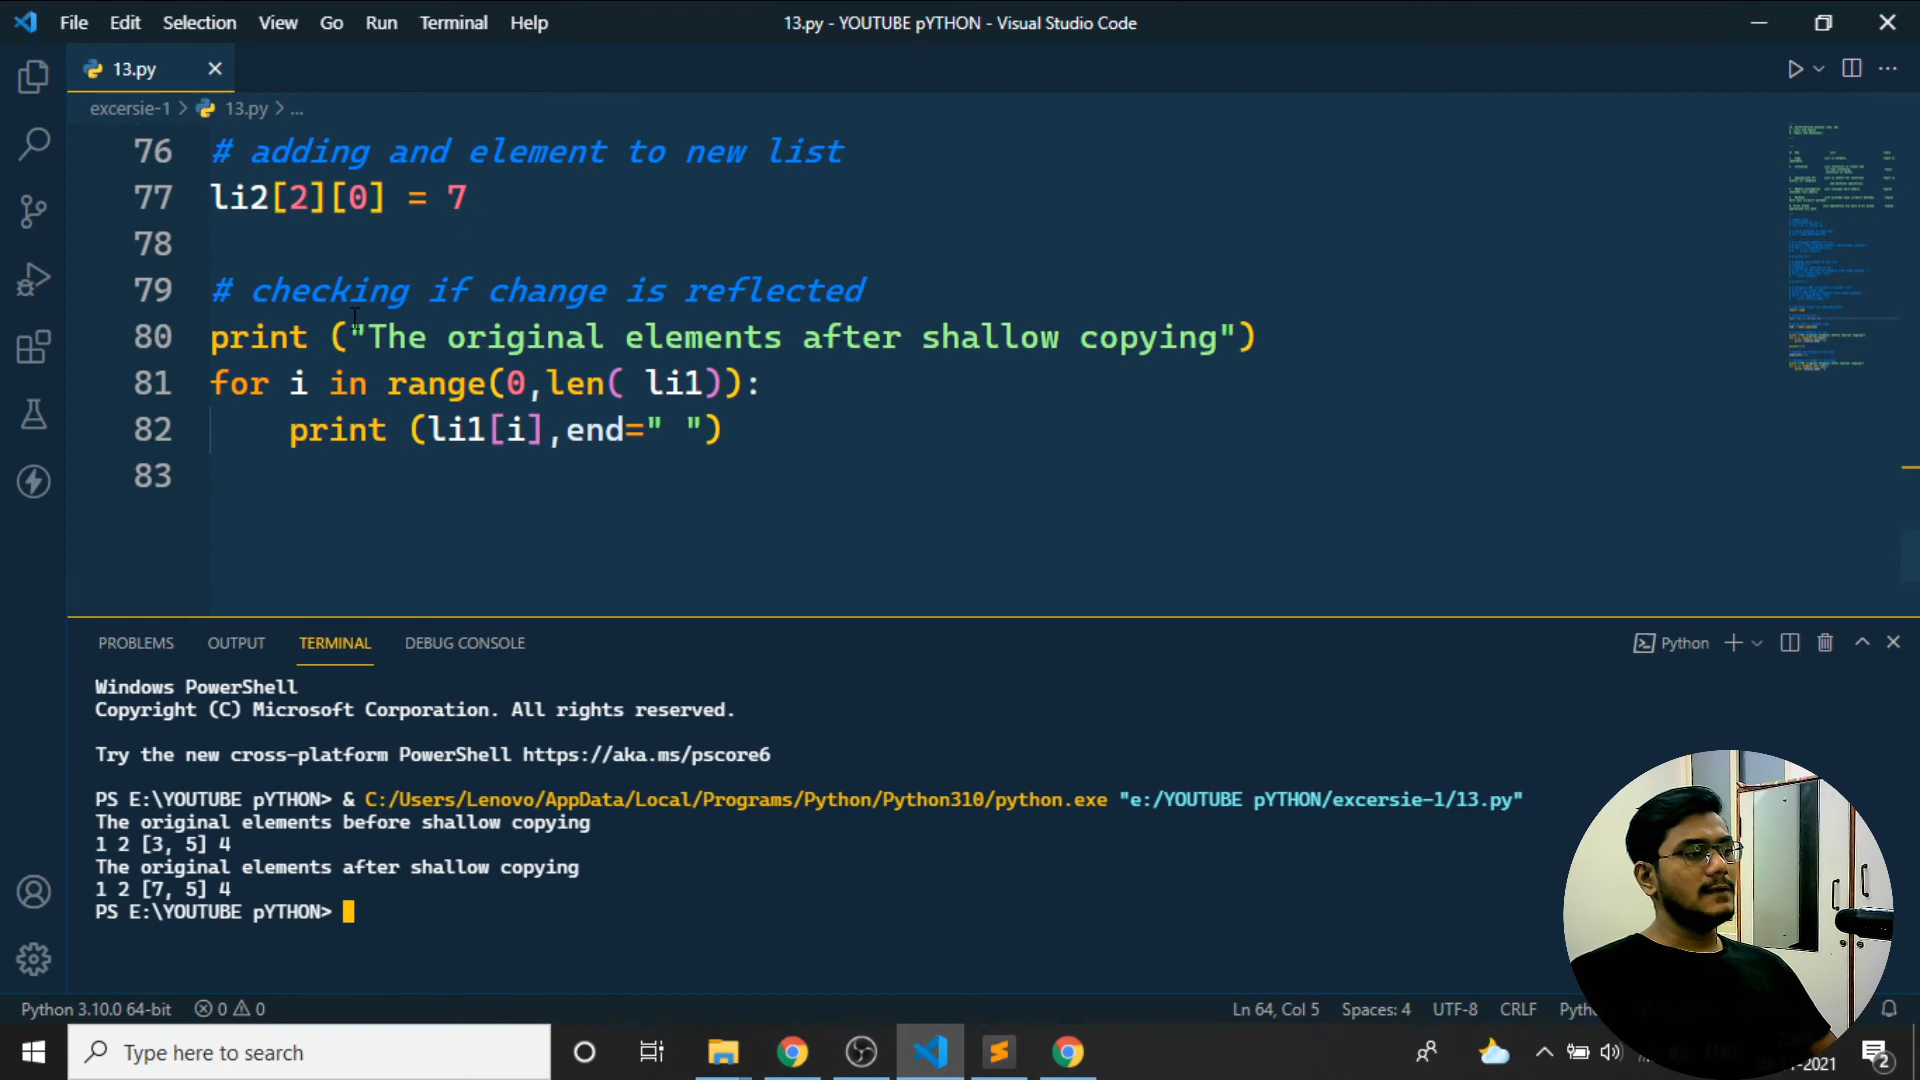 File Edit Selection View Go Run Terminal Help
13.py - YOUTUBE pYTHON - Visual Studio Code
13.py
excersie-1 > 13.py > ...
76 # adding and element to new list
77 li2[2][0] = 7
78
79 # checking if change is reflected
80 print ("The original elements after shallow copying")
81 for i in range(0,len( li1)):
82 print (li1[i],end=" ")
83
PROBLEMS OUTPUT TERMINAL DEBUG CONSOLE
Python
Windows PowerShell
Copyright (C) Microsoft Corporation. All rights reserved.
Try the new cross-platform PowerShell https://aka.ms/pscore6
PS E:\YOUTUBE pYTHON> & C:/Users/Lenovo/AppData/Local/Programs/Python/Python310/python.exe "e:/YOUTUBE pYTHON/excersie-1/13.py"
The original elements before shallow copying
1 2 [3, 5] 4
The original elements after shallow copying
1 2 [7, 5] 4
PS E:\YOUTUBE pYTHON>
Python 3.10.0 64-bit 0 0
Ln 64, Col 5 Spaces: 4 UTF-8 CRLF
Type here to search
2